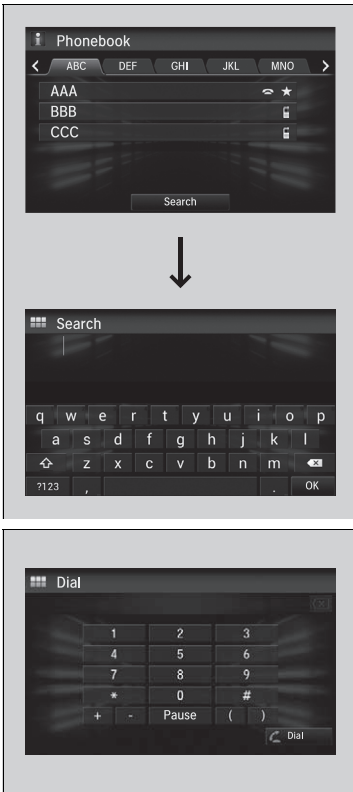 Phonebook
< ABC DEF GHI JKL MNO >
AAA
BBB
CCC
Search
Search
q w e r t y u i o p
a s d f g h j k l
z x c v b n m
?123 , . OK
Dial
1 2 3
4 5 6
7 8 9
* 0 #
+ - Pause ( )
Dial